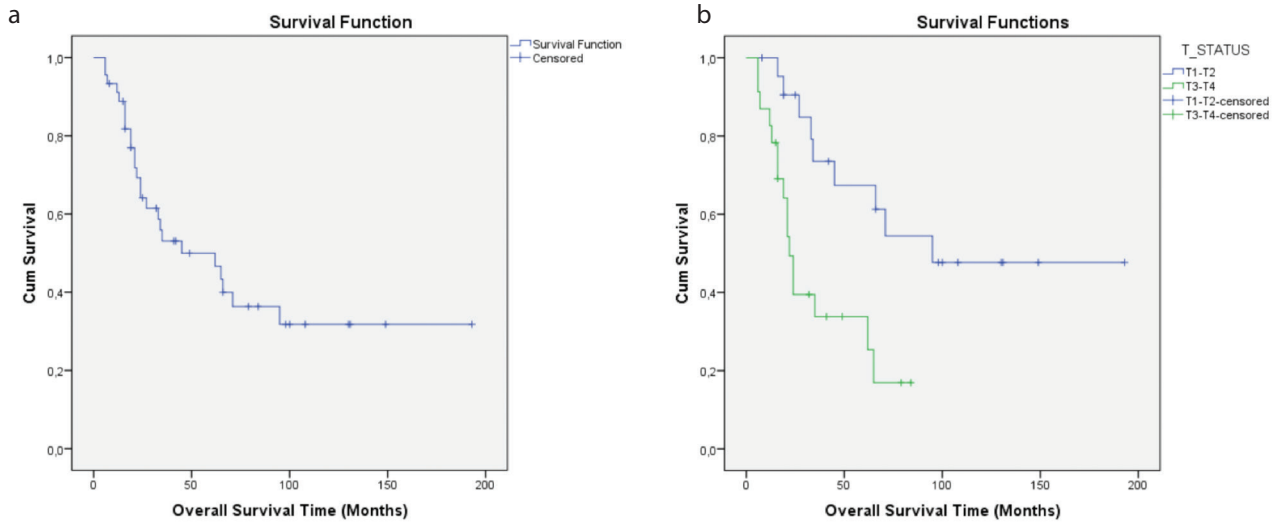 a
Survival Function
Cum Survival
1,0
0,8
0,6
0,4
0,2
0,0
0
50
100
150
200
Overall Survival Time (Months)
Survival Function
Censored
b
Survival Functions
Cum Survival
1,0
0,8
0,6
0,4
0,2
0,0
0
50
100
150
200
Overall Survival Time (Months)
T_STATUS
T1-T2
T3-T4
T1-T2-censored
T3-T4-censored